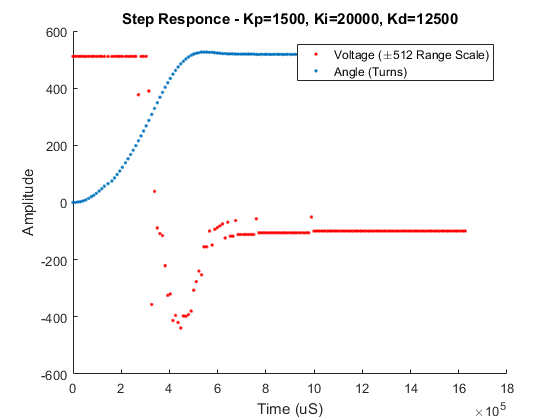 Step Responce - Kp=1500, Ki=20000, Kd=12500
600
400
200
0
-200
-400
-600
Amplitude
Voltage (±512 Range Scale)
Angle (Turns)
0 2 4 6 8 10 12 14 16 18
Time (uS)
×10^5